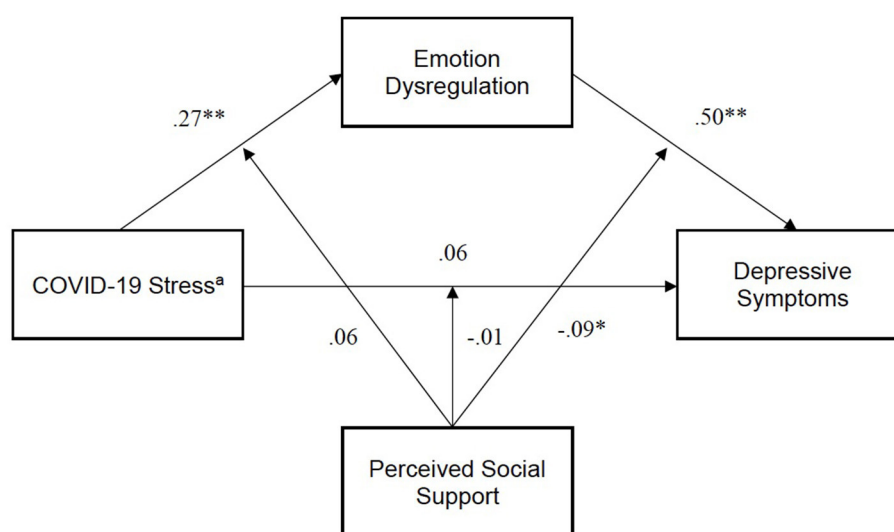 Emotion
Dysregulation
.27**
.50**
COVID-19 Stressᵃ
.06
Depressive
Symptoms
.06
-.01
-.09*
Perceived Social
Support